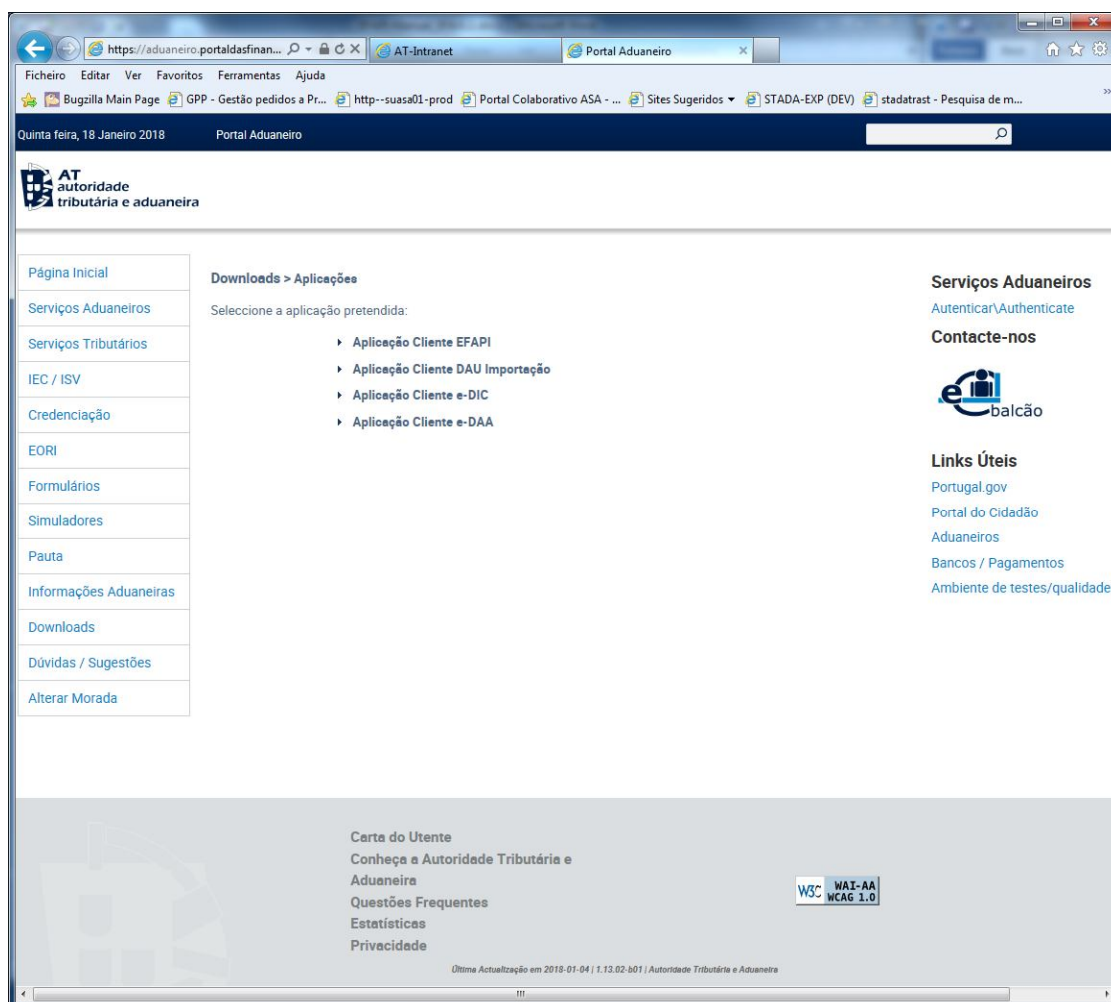 https://aduaneiro.portaldasfinan...
AT-Intranet
Portal Aduaneiro
Ficheiro Editar Ver Favoritos Ferramentas Ajuda
Bugzilla Main Page GPP - Gestão pedidos a Pr... http--suasa01-prod Portal Colaborativo ASA - ... Sites Sugeridos STADA-EXP (DEV) stadatrast - Pesquisa de m...
Quinta feira, 18 Janeiro 2018 Portal Aduaneiro
AT
autoridade
tributária e aduaneira
Página Inicial
Serviços Aduaneiros
Serviços Tributários
IEC / ISV
Credenciação
EORI
Formulários
Simuladores
Pauta
Informações Aduaneiras
Downloads
Dúvidas / Sugestões
Alterar Morada
Downloads > Aplicações
Seleccione a aplicação pretendida:
Aplicação Cliente EFAPI
Aplicação Cliente DAU Importação
Aplicação Cliente e-DIC
Aplicação Cliente e-DAA
Serviços Aduaneiros
Autenticar\Authenticate
Contacte-nos
e balcão
Links Úteis
Portugal.gov
Portal do Cidadão
Aduaneiros
Bancos / Pagamentos
Ambiente de testes/qualidade
Carta do Utente
Conheça a Autoridade Tributária e
Aduaneira
Questões Frequentes
Estatísticas
Privacidade
W3C WAI-AA
WCAG 1.0
Última Actualização em 2018-01-04 | 1.13.02-b01 | Autoridade Tributária e Aduaneira